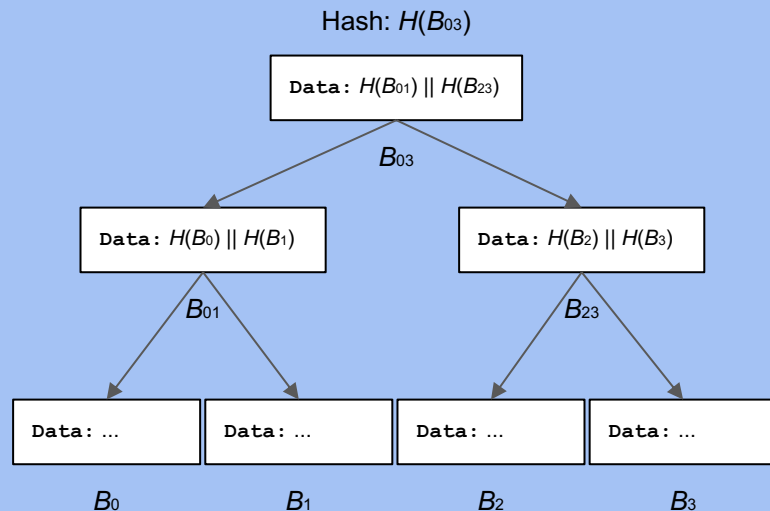 Hash: H(B03)
Data: H(B01) || H(B23)
B03
Data: H(B0) || H(B1)
Data: H(B2) || H(B3)
B01
B23
Data: ...
Data: ...
Data: ...
Data: ...
B0
B1
B2
B3